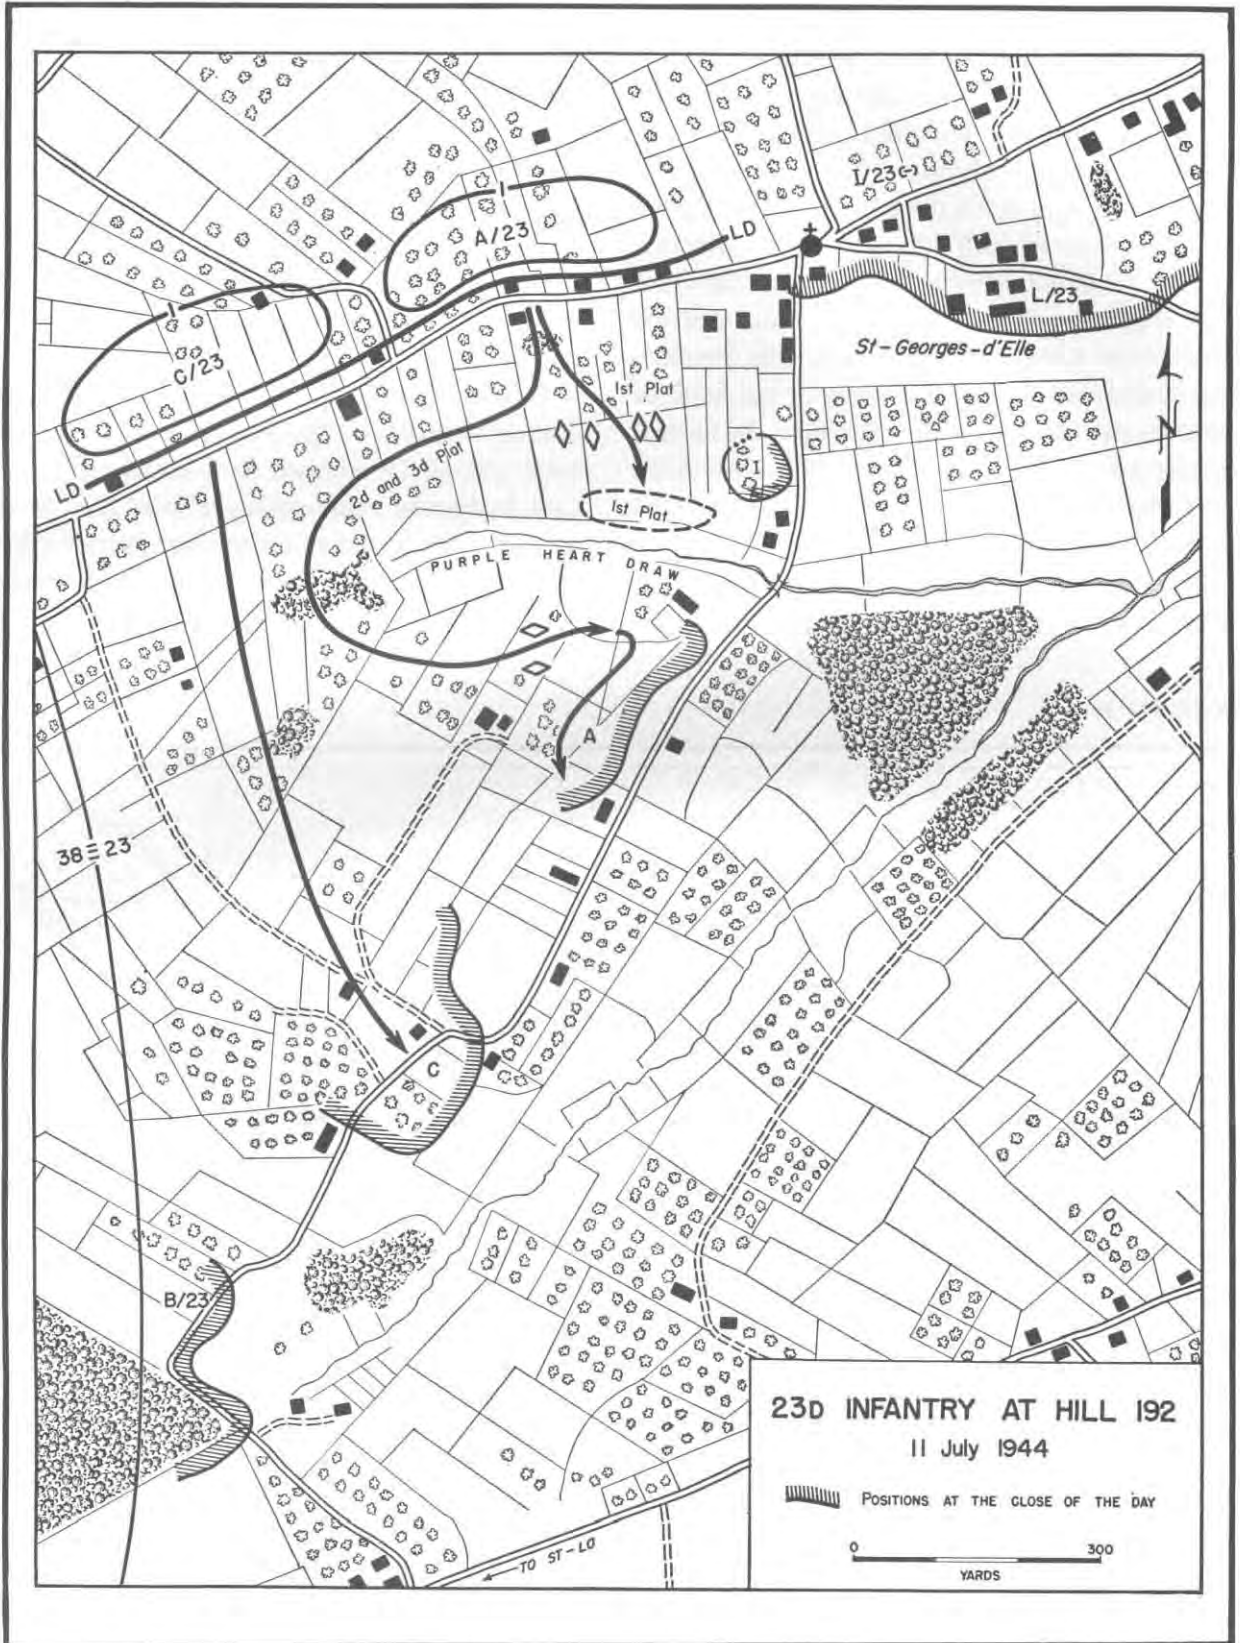 I/23(-)
A/23
LD
L/23
St-Georges-d'Elle
C/23
1st Plat
N
2d and 3d Plat
I
LD
1st Plat
PURPLE HEART DRAW
A
38 23
C
B/23
23D INFANTRY AT HILL 192
11 July 1944
POSITIONS AT THE CLOSE OF THE DAY
0 300
YARDS
TO ST-LO